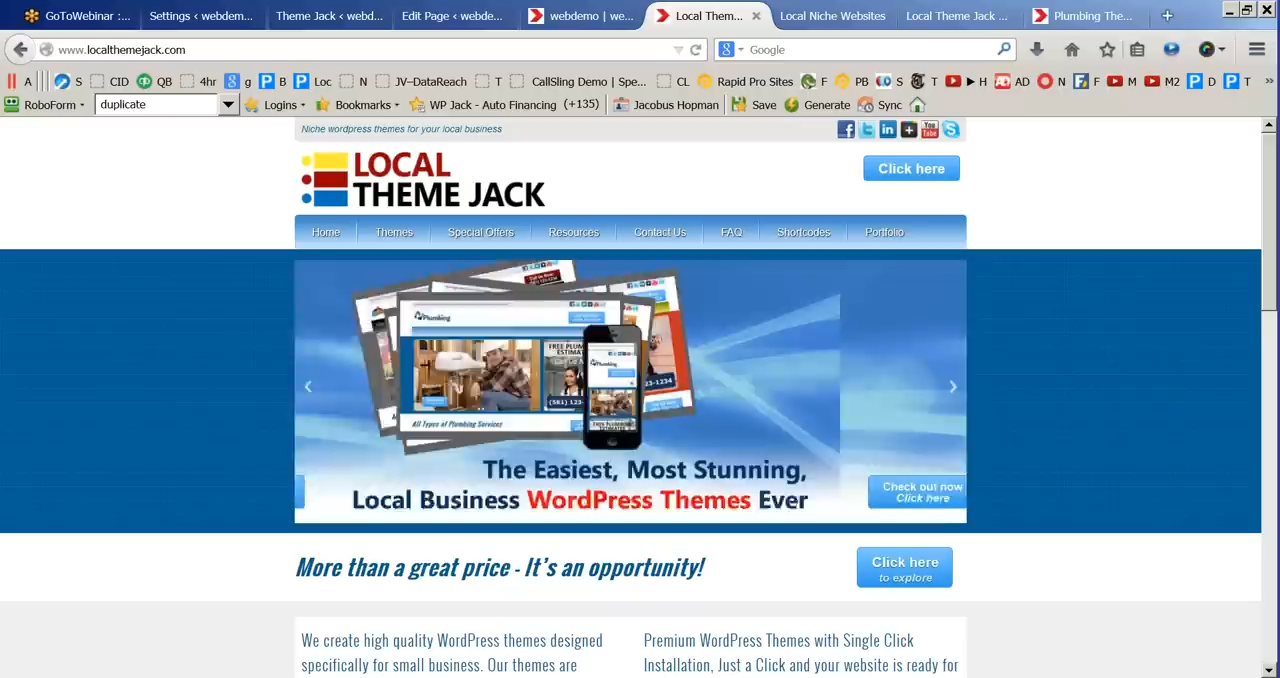 GoToWebinar :...
Settings ‹ webdem...
Theme Jack ‹ webd...
Edit Page ‹ webde...
webdemo | we...
Local Them...
Local Niche Websites
Local Theme Jack ...
Plumbing The...
www.localthemejack.com
Google
A
S
CID
QB
4hr
g
B
Loc
N
JV--DataReach
T
CallSling Demo | Spe...
CL
Rapid Pro Sites
F
PB
S
T
H
AD
N
F
M
M2
D
T
RoboForm
duplicate
Logins
Bookmarks
WP Jack - Auto Financing (+135)
Jacobus Hopman
Save
Generate
Sync
Niche wordpress themes for your local business
LOCAL
THEME JACK
Click here
Home
Themes
Special Offers
Resources
Contact Us
FAQ
Shortcodes
Portfolio
Plumbing
FREE PLUM
ESTIMAT
(561) 123-
All Types of Plumbing Services
The Easiest, Most Stunning,
Local Business WordPress Themes Ever
Check out now
Click here
More than a great price - It's an opportunity!
Click here
to explore
We create high quality WordPress themes designed
specifically for small business. Our themes are
Premium WordPress Themes with Single Click
Installation, Just a Click and your website is ready for